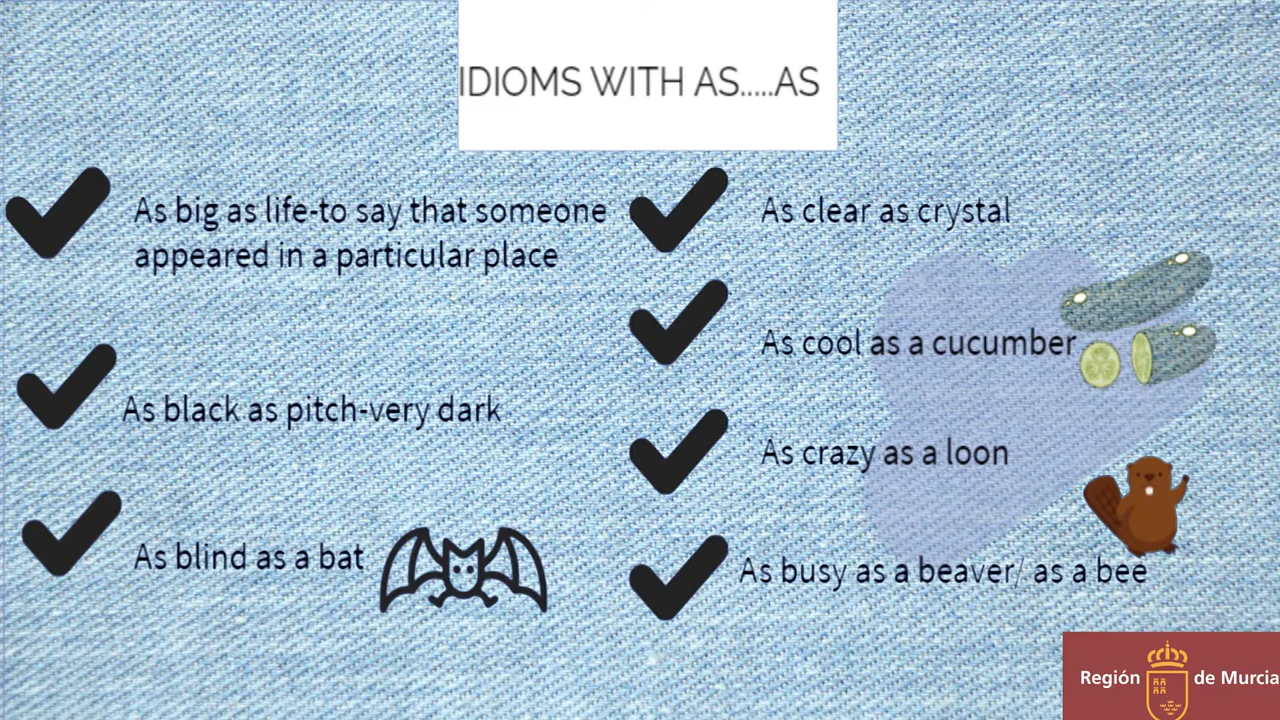 IDIOMS WITH AS.....AS
As big as life-to say that someone
appeared in a particular place
As black as pitch-very dark
As blind as a bat
As clear as crystal
As cool as a cucumber
As crazy as a loon
As busy as a beaver/ as a bee
Región de Murcia